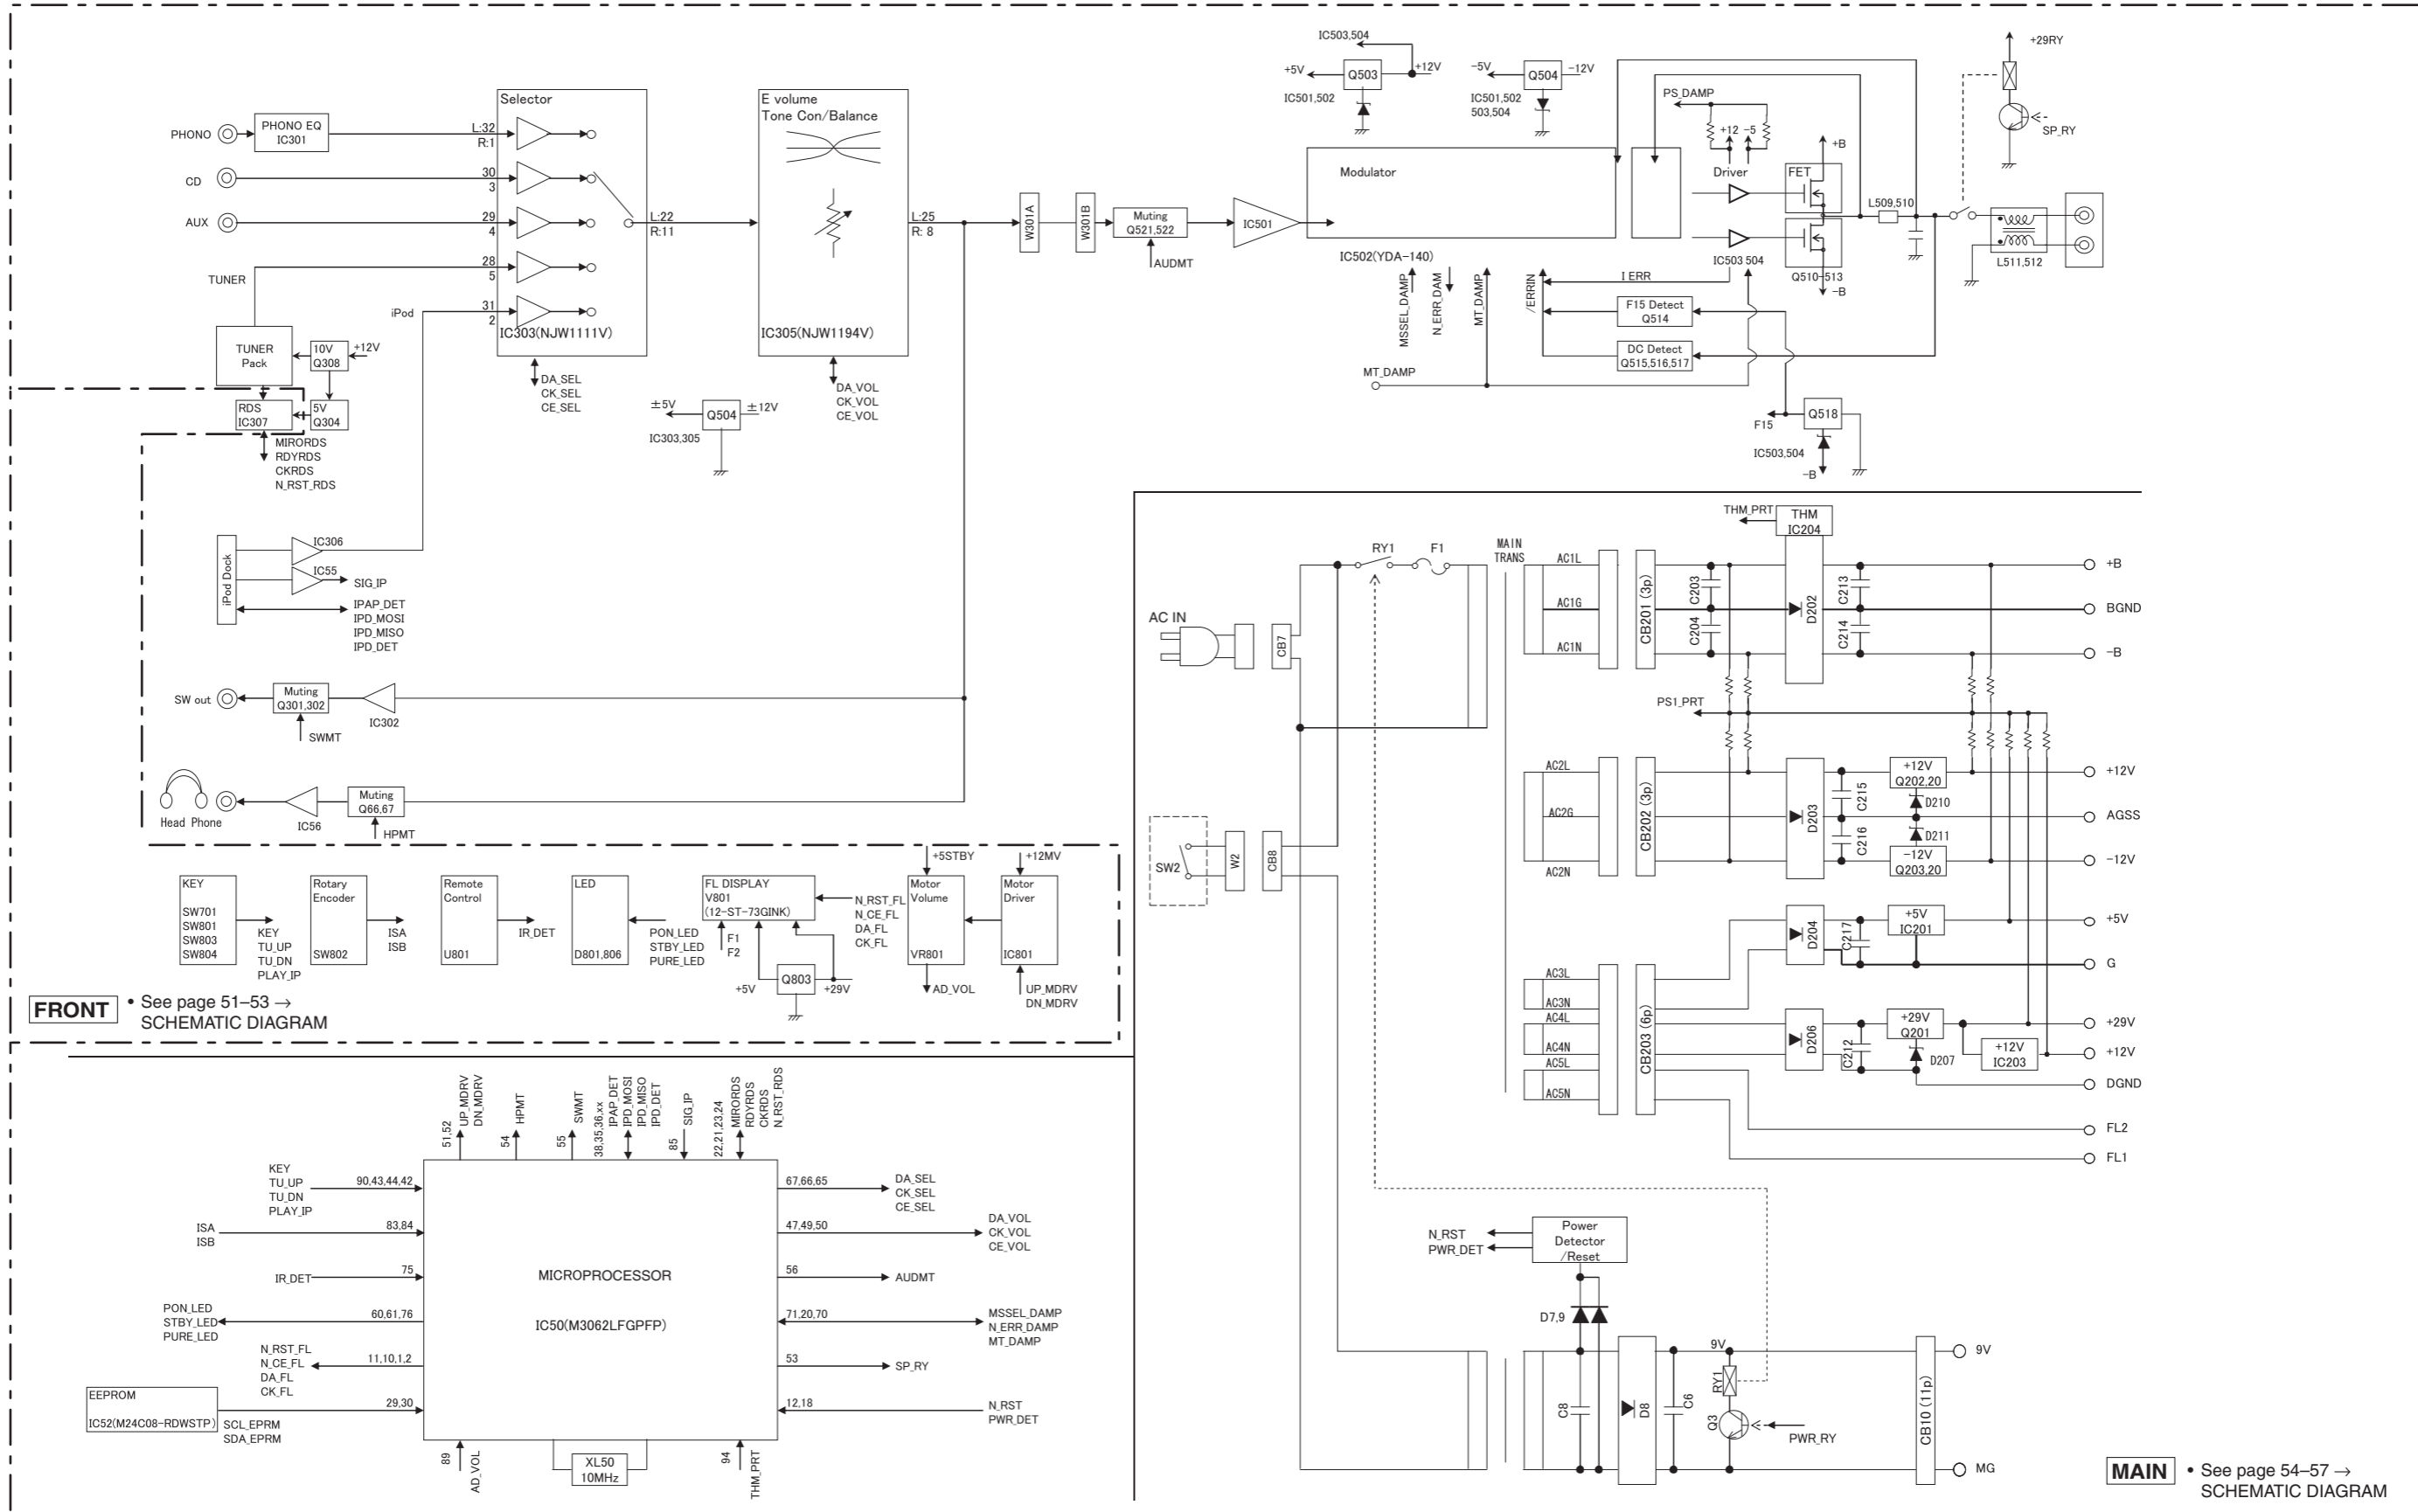 IC503,504
+5V
Q503
+12V
IC501,502
-5V
Q504
-12V
IC501,502
503,504
+29RY
SP_RY
PHONO
PHONO EQ
IC301
L:32
R:1
CD
30
3
AUX
29
4
TUNER
28
5
iPod
31
2
Selector
IC303(NJW1111V)
L:22
R:11
DA_SEL
CK_SEL
CE_SEL
E volume
Tone Con/Balance
IC305(NJW1194V)
L:25
R: 8
DA_VOL
CK_VOL
CE_VOL
±5V
Q504
±12V
IC303,305
W301A
W301B
Muting
Q521,522
AUDMT
IC501
Modulator
IC502(YDA-140)
PS_DAMP
+12 -5
Driver
FET
+B
-B
IC503 504
Q510-513
L509,510
L511,512
MSSEL_DAMP
N_ERR_DAM
MT_DAMP
/ERRIN
I ERR
F15 Detect
Q514
DC Detect
Q515,516,517
MT_DAMP
F15
Q518
IC503,504
-B
TUNER
Pack
10V
Q308
+12V
RDS
IC307
5V
Q304
MIRORDS
RDYRDS
CKRDS
N_RST_RDS
iPod Dock
IC306
IC55
SIG_IP
IPAP_DET
IPD_MOSI
IPD_MISO
IPD_DET
SW out
Muting
Q301,302
IC302
SWMT
Head Phone
IC56
Muting
Q66,67
HPMT
KEY
SW701
SW801
SW803
SW804
KEY
TU_UP
TU_DN
PLAY_IP
Rotary
Encoder
SW802
ISA
ISB
Remote
Control
U801
IR_DET
LED
D801,806
PON_LED
STBY_LED
PURE_LED
FL DISPLAY
V801
(12-ST-73GINK)
F1
F2
+5V
Q803
+29V
N_RST_FL
N_CE_FL
DA_FL
CK_FL
+5STBY
Motor
Volume
VR801
AD_VOL
+12MV
Motor
Driver
IC801
UP_MDRV
DN_MDRV
FRONT
• See page 51–53 →
SCHEMATIC DIAGRAM
51,52
UP_MDRV
DN_MDRV
54
HPMT
55
SWMT
38,35,36,xx
IPAP_DET
IPD_MOSI
IPD_MISO
IPD_DET
85
SIG_IP
22,21,23,24
MIRORDS
RDYRDS
CKRDS
N_RST_RDS
KEY
TU_UP
TU_DN
PLAY_IP
90,43,44,42
ISA
ISB
83,84
IR_DET
75
PON_LED
STBY_LED
PURE_LED
60,61,76
N_RST_FL
N_CE_FL
DA_FL
CK_FL
11,10,1,2
EEPROM
IC52(M24C08-RDWSTP)
29,30
SCL_EPRM
SDA_EPRM
MICROPROCESSOR
IC50(M3062LFGPFP)
67,66,65
DA_SEL
CK_SEL
CE_SEL
47,49,50
DA_VOL
CK_VOL
CE_VOL
56
AUDMT
71,20,70
MSSEL_DAMP
N_ERR_DAMP
MT_DAMP
53
SP_RY
12,18
N_RST
PWR_DET
89
AD_VOL
XL50
10MHz
94
THM_PRT
AC IN
CB7
RY1
F1
MAIN
TRANS
SW2
W2
CB8
AC1L
AC1G
AC1N
CB201 (3p)
C203
C204
THM_PRT
THM
IC204
D202
C213
C214
+B
BGND
-B
PS1_PRT
AC2L
AC2G
AC2N
CB202 (3p)
D203
C215
C216
+12V
Q202,20
D210
D211
-12V
Q203,20
+12V
AGSS
-12V
AC3L
AC3N
AC4L
AC4N
AC5L
AC5N
CB203 (6p)
D204
C217
+5V
IC201
+5V
G
D206
C212
+29V
Q201
D207
+12V
IC203
+29V
+12V
DGND
FL2
FL1
N_RST
PWR_DET
Power
Detector
/Reset
D7,9
C8
D8
C6
9V
RY1
Q3
PWR_RY
CB10 (11p)
9V
MG
MAIN
• See page 54–57 →
SCHEMATIC DIAGRAM